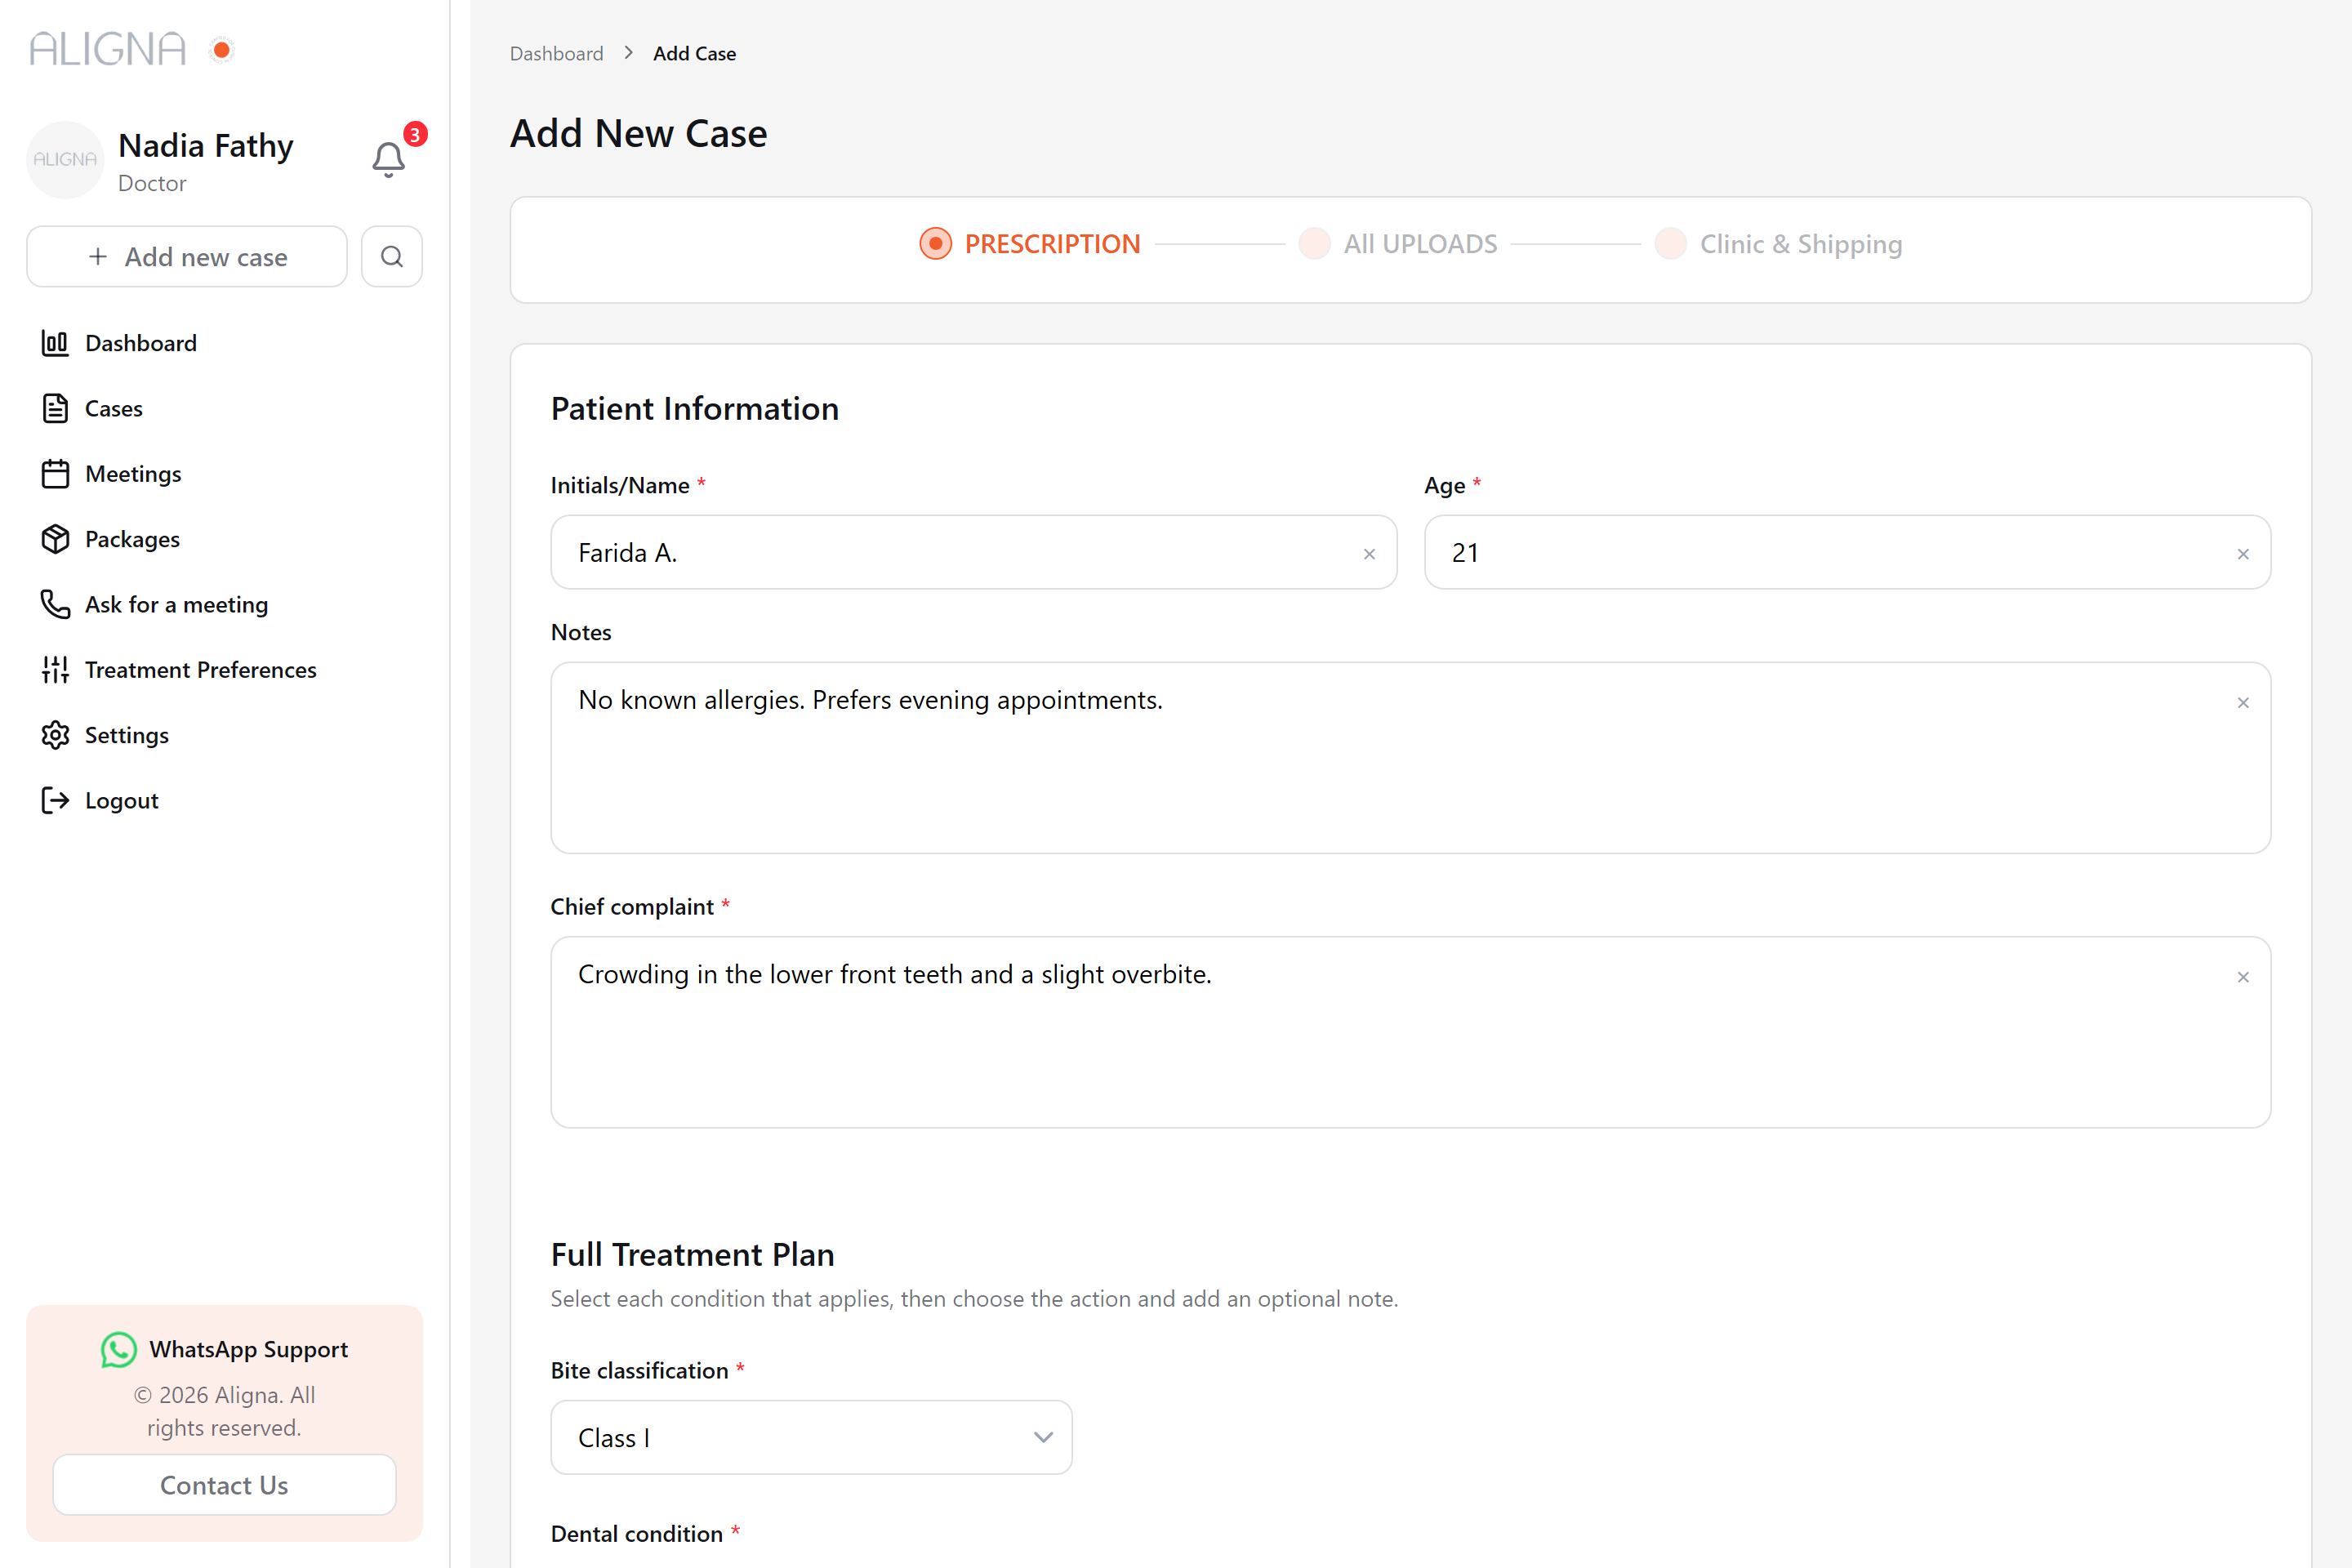 ALIGNA
ALIGNA
Nadia Fathy
Doctor
3
+ Add new case
Dashboard
Cases
Meetings
Packages
Ask for a meeting
Treatment Preferences
Settings
Logout
WhatsApp Support
© 2026 Aligna. All
rights reserved.
Contact Us
Dashboard > Add Case
Add New Case
PRESCRIPTION
All UPLOADS
Clinic & Shipping
Patient Information
Initials/Name *
Farida A.
Age *
21
Notes
No known allergies. Prefers evening appointments.
Chief complaint *
Crowding in the lower front teeth and a slight overbite.
Full Treatment Plan
Select each condition that applies, then choose the action and add an optional note.
Bite classification *
Class I
Dental condition *